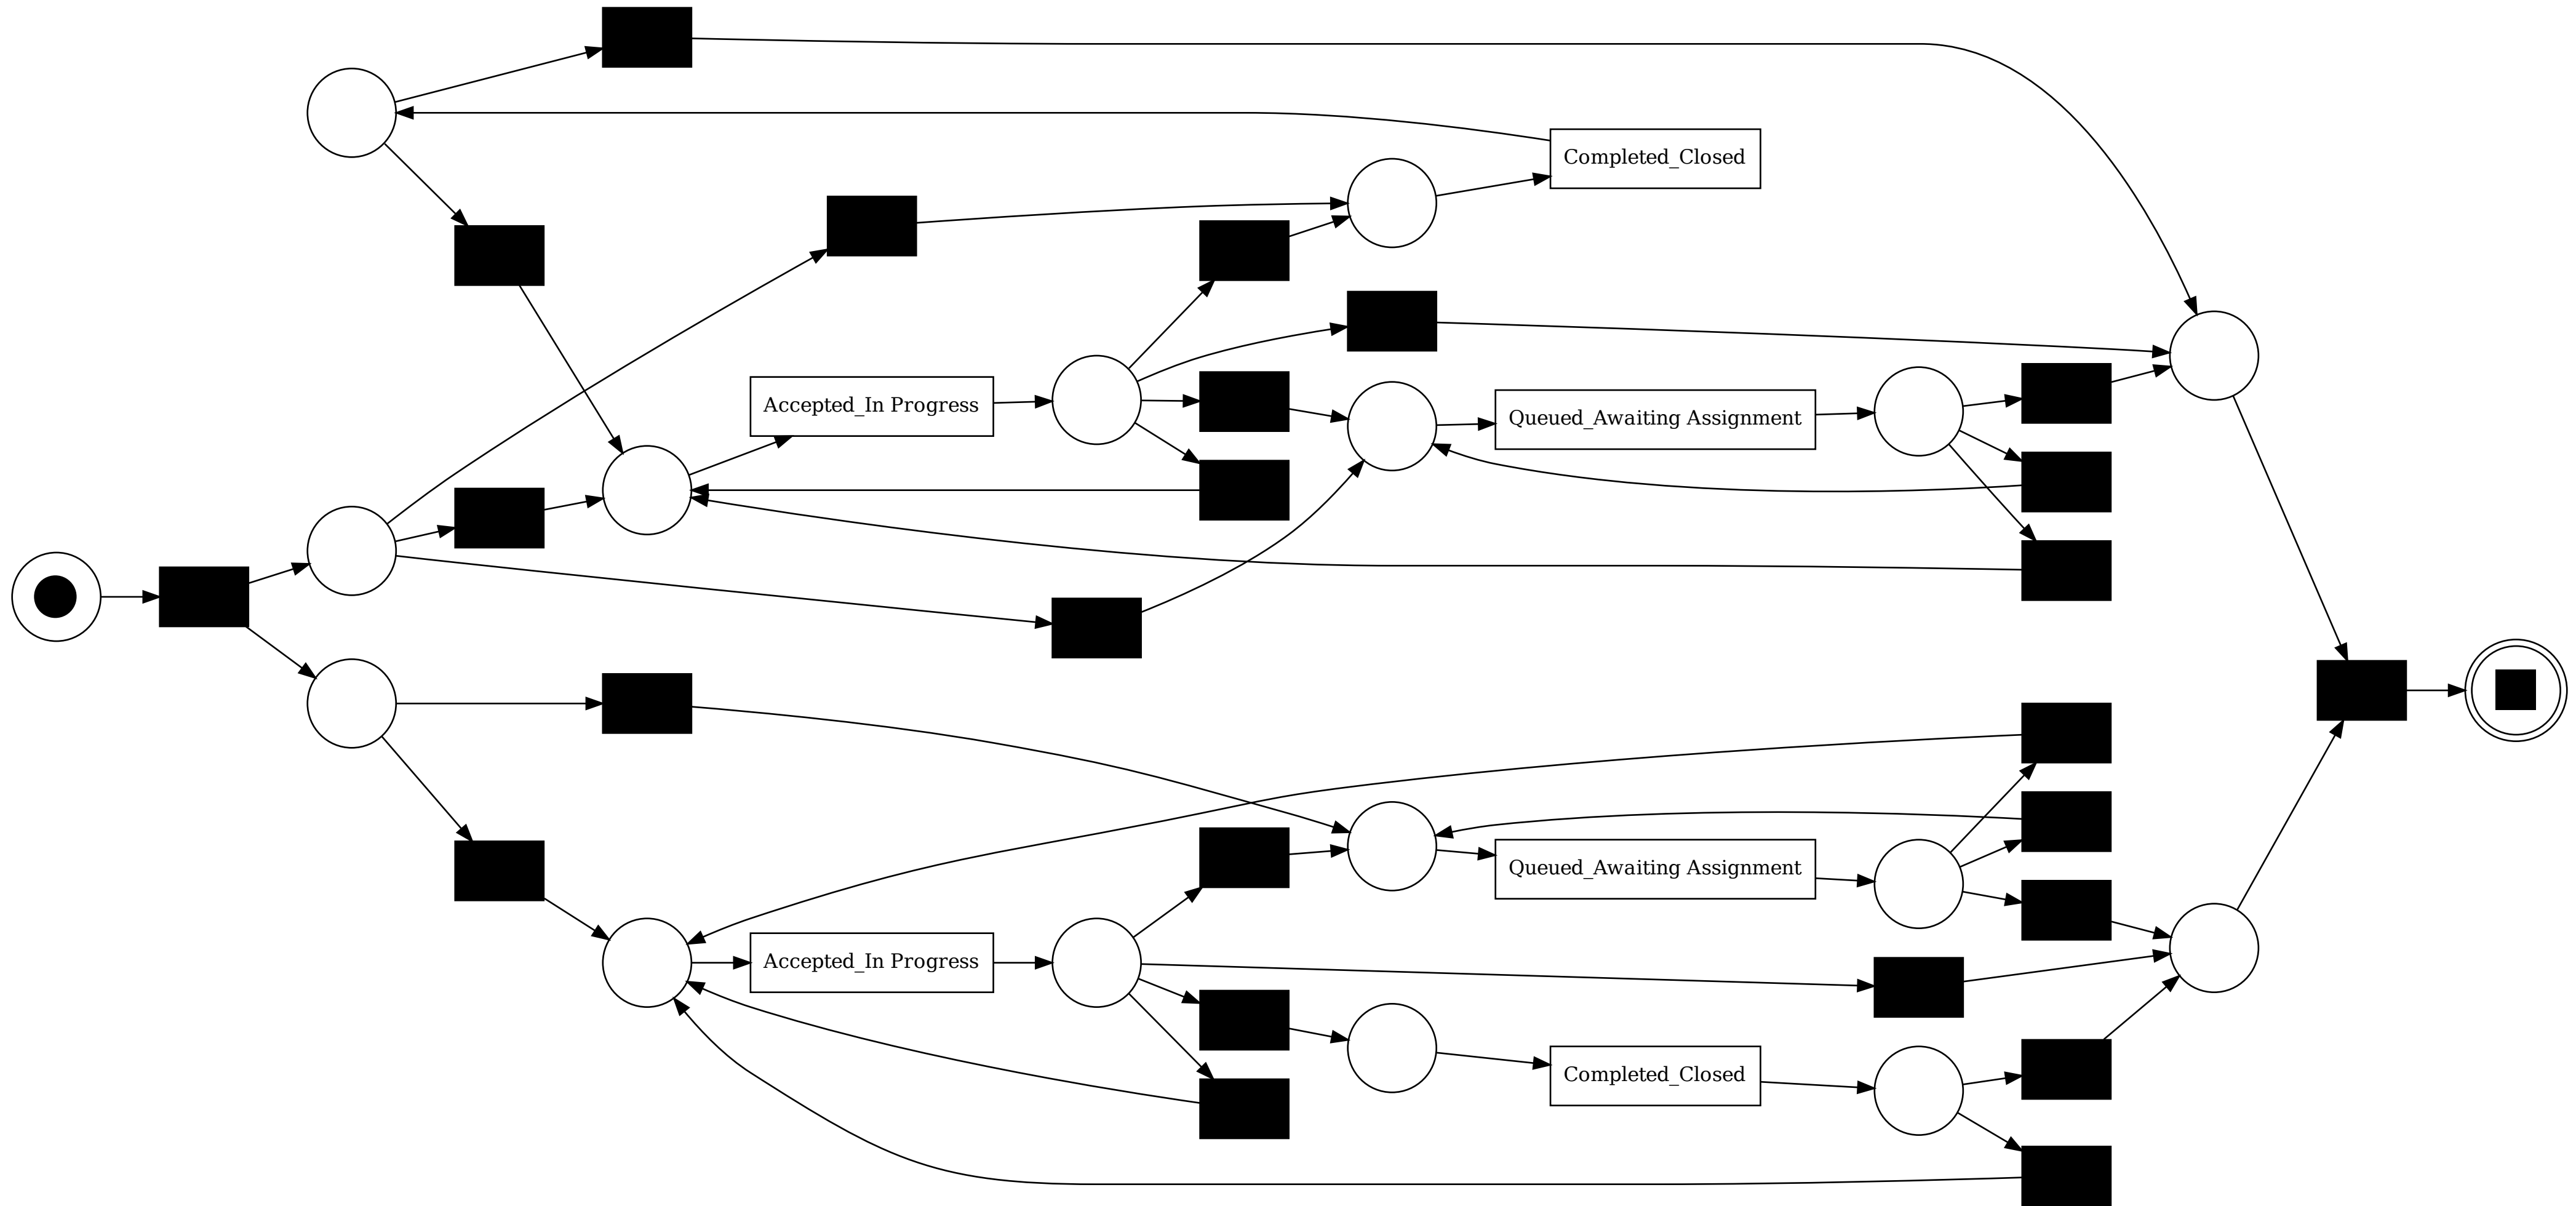 Completed_Closed
Accepted_In Progress
Queued_Awaiting Assignment
Queued_Awaiting Assignment
Accepted_In Progress
Completed_Closed